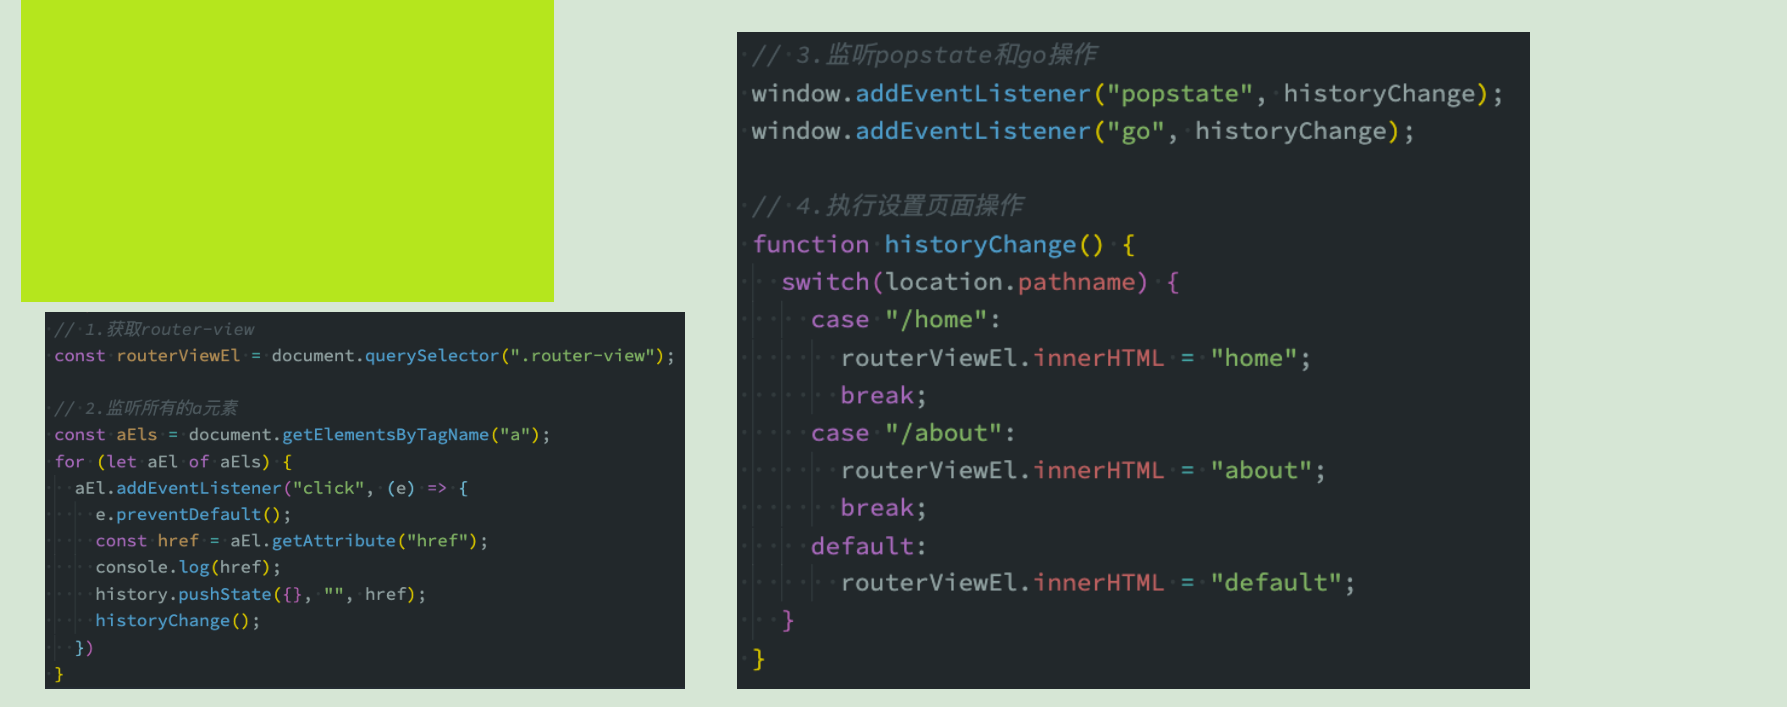 // 1.获取router-view
const routerViewEl = document.querySelector(".router-view");
// 2.监听所有的a元素
const aEls = document.getElementsByTagName("a");
for (let aEl of aEls) {
aEl.addEventListener("click", (e) => {
e.preventDefault();
const href = aEl.getAttribute("href");
console.log(href);
history.pushState({}, "", href);
historyChange();
})
}
// 3.监听popstate和go操作
window.addEventListener("popstate", historyChange);
window.addEventListener("go", historyChange);
// 4.执行设置页面操作
function historyChange() {
switch(location.pathname) {
case "/home":
routerViewEl.innerHTML = "home";
break;
case "/about":
routerViewEl.innerHTML = "about";
break;
default:
routerViewEl.innerHTML = "default";
}
}